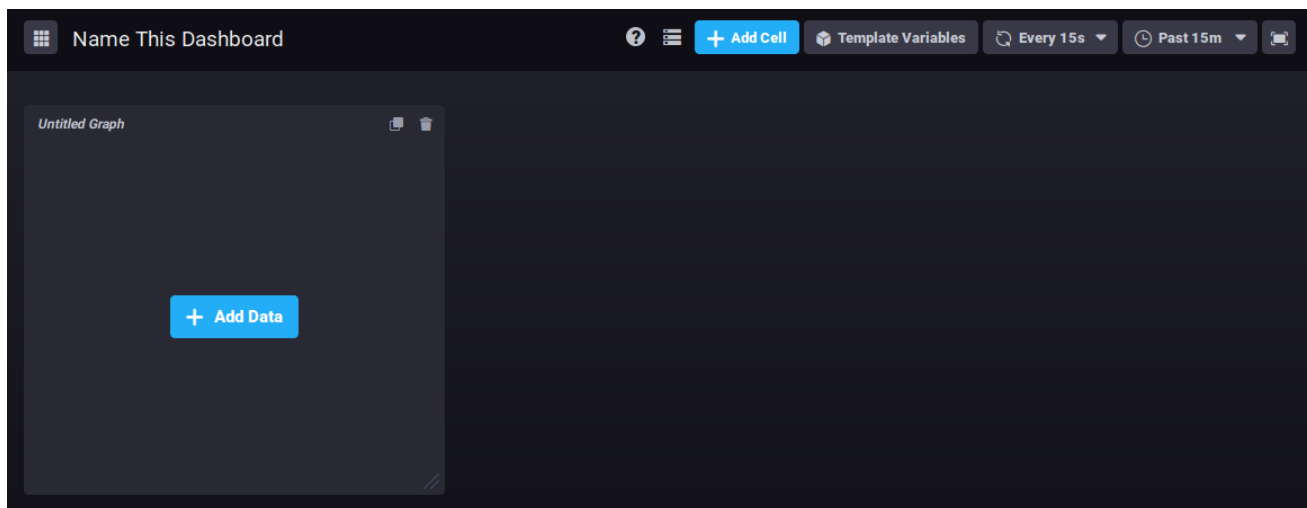 Name This Dashboard
? + Add Cell Template Variables Every 15s Past 15m
Untitled Graph
+ Add Data